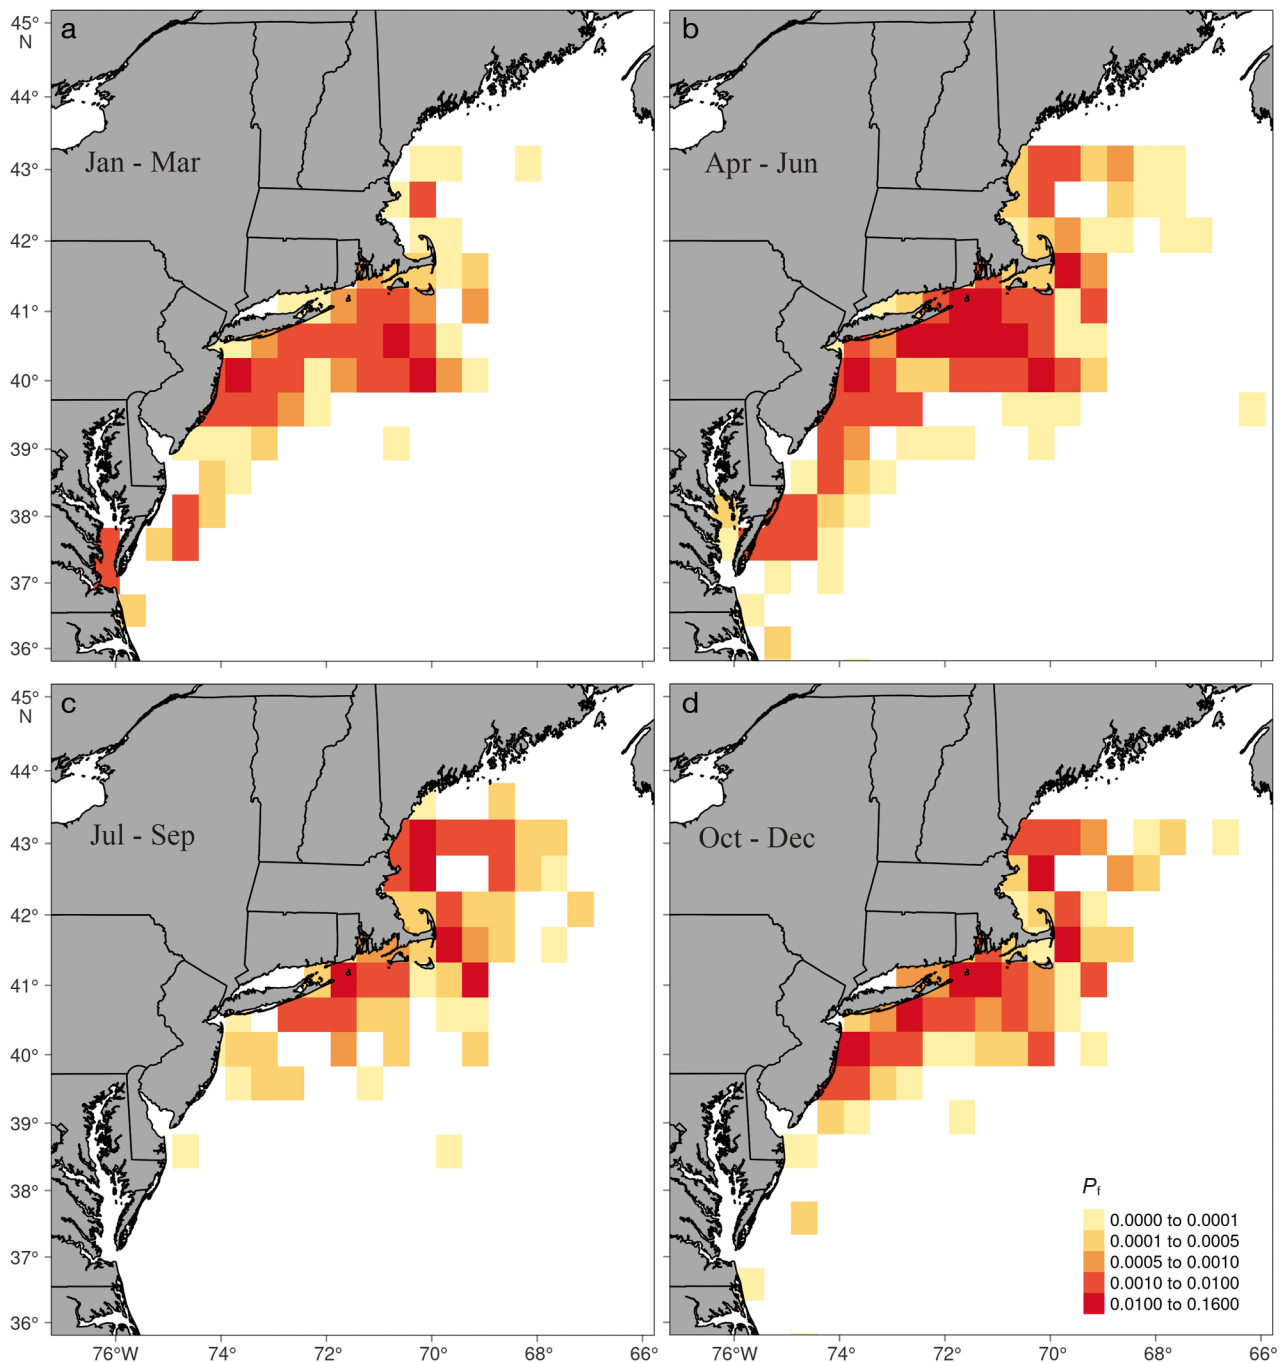 a
b
45°
N
44°
43°
42°
41°
40°
39°
38°
37°
36°
Jan - Mar
Apr - Jun
c
d
45°
N
44°
43°
42°
41°
40°
39°
38°
37°
36°
Jul - Sep
Oct - Dec
Pf
0.0000 to 0.0001
0.0001 to 0.0005
0.0005 to 0.0010
0.0010 to 0.0100
0.0100 to 0.1600
76°W 74° 72° 70° 68° 76°W 74° 72° 70° 68° 66°